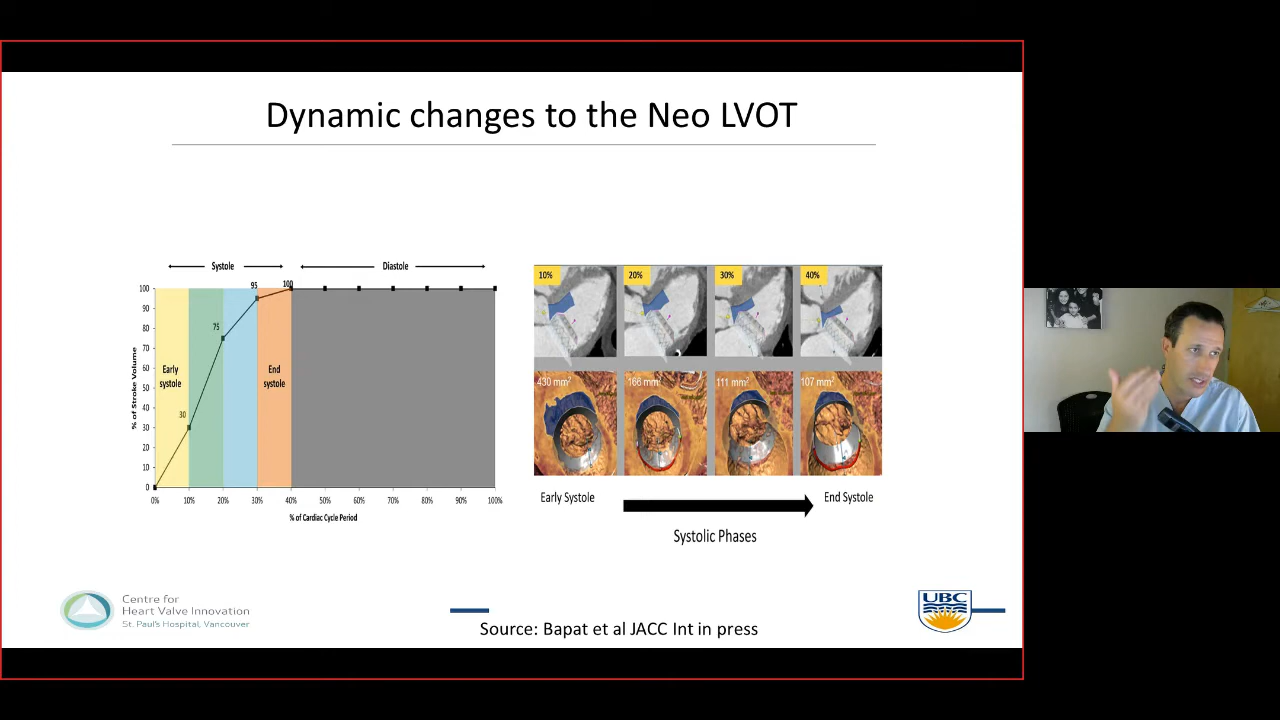 Dynamic changes to the Neo LVOT
Systole
Diastole
% of Stroke Volume
100
90
80
70
60
50
40
30
20
10
0
30
75
95
100
Early
systole
End
systole
0%
10%
20%
30%
40%
50%
60%
70%
80%
90%
100%
% of Cardiac Cycle Period
10%
20%
30%
40%
430 mm²
166 mm²
111 mm²
107 mm²
Early Systole
End Systole
Systolic Phases
Centre for
Heart Valve Innovation
St. Paul's Hospital, Vancouver
Source: Bapat et al JACC Int in press
UBC